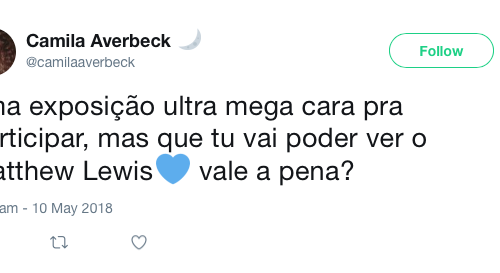 Camila Averbeck 🌙
@camilaaverbeck
Follow
exposição ultra mega cara pra
mas que tu vai poder ver o
Lewis💙 vale a pena?
am - 10 May 2018